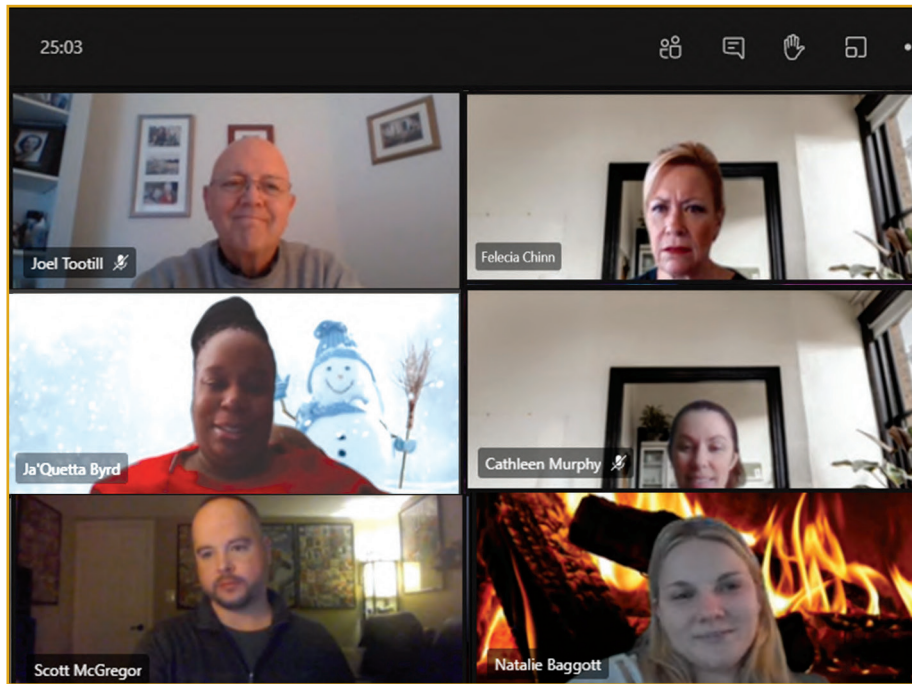 25:03
Joel Tootill
Felecia Chinn
Ja'Quetta Byrd
Cathleen Murphy
Scott McGregor
Natalie Baggott